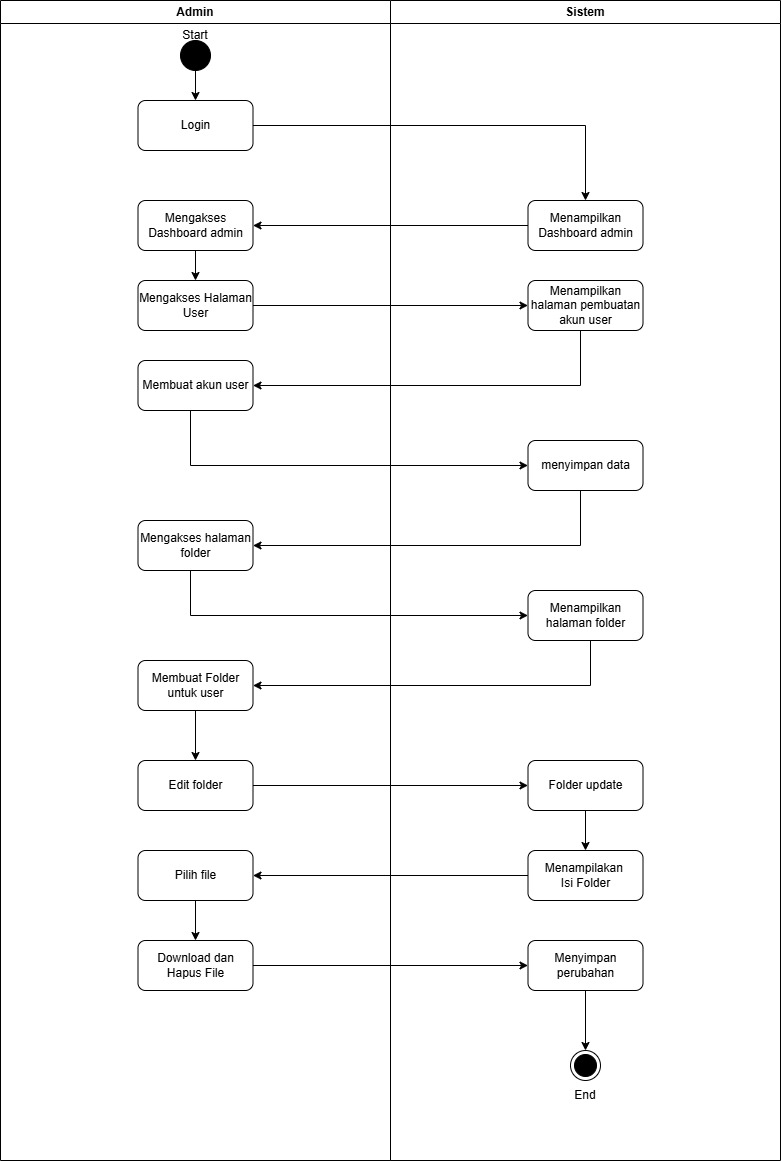 Admin
Sistem
Start
Login
Mengakses
Dashboard admin
Menampilkan
Dashboard admin
Mengakses Halaman
User
Menampilkan
halaman pembuatan
akun user
Membuat akun user
menyimpan data
Mengakses halaman
folder
Menampilkan
halaman folder
Membuat Folder
untuk user
Edit folder
Folder update
Pilih file
Menampilakan
Isi Folder
Download dan
Hapus File
Menyimpan
perubahan
End